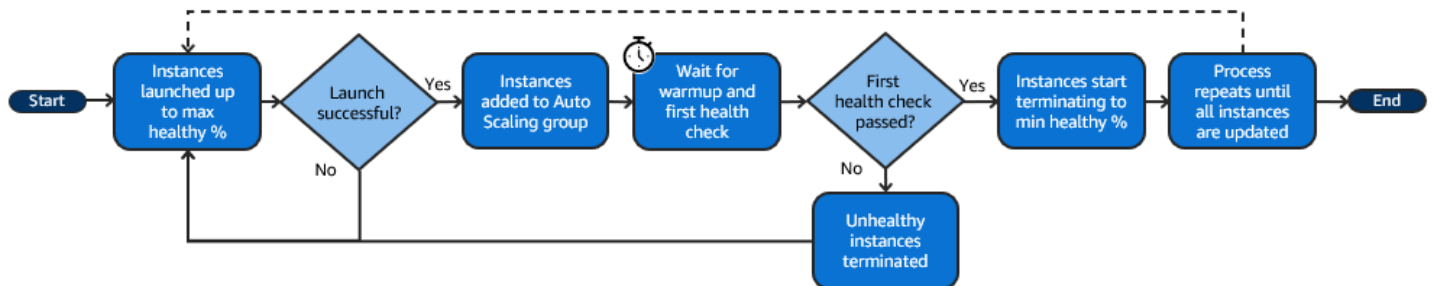 Start
Instances
launched up
to max
healthy %
Launch
successful?
Yes
No
Instances
added to Auto
Scaling group
Wait for
warmup and
first health
check
First
health check
passed?
Yes
No
Unhealthy
instances
terminated
Instances start
terminating to
min healthy %
Process
repeats until
all instances
are updated
End